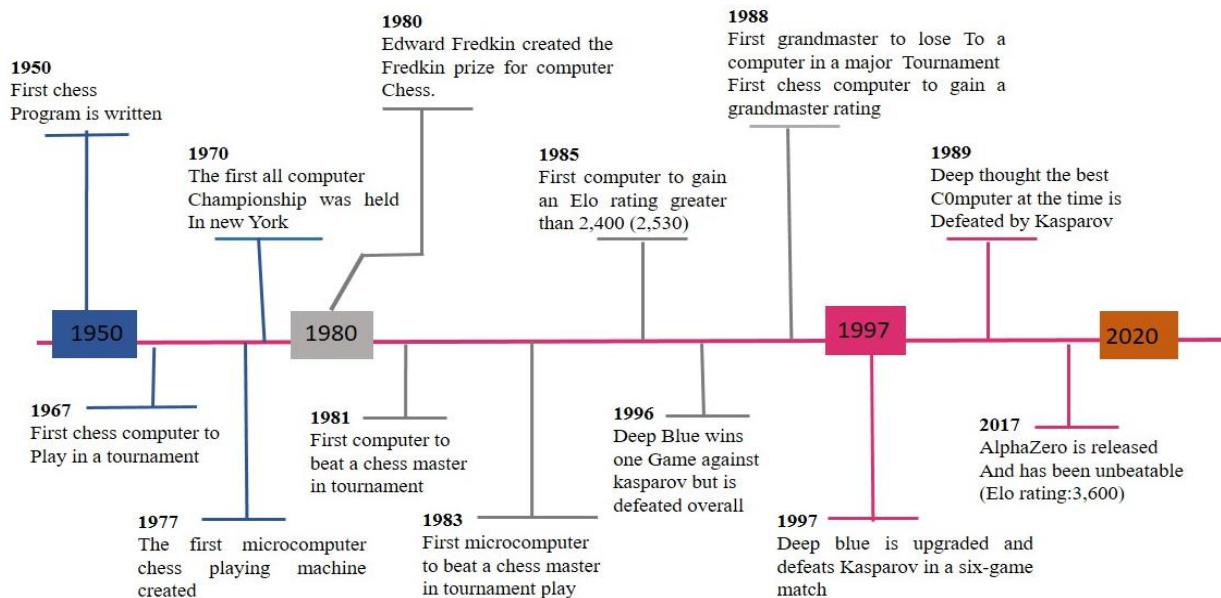 1950
First chess
Program is written
1970
The first all computer
Championship was held
In new York
1980
Edward Fredkin created the
Fredkin prize for computer
Chess.
1985
First computer to gain
an Elo rating greater
than 2,400 (2,530)
1988
First grandmaster to lose To a
computer in a major Tournament
First chess computer to gain a
grandmaster rating
1989
Deep thought the best
C0mputer at the time is
Defeated by Kasparov
1950
1980
1997
2020
1967
First chess computer to
Play in a tournament
1977
The first microcomputer
chess playing machine
created
1981
First computer to
beat a chess master
in tournament
1983
First microcomputer
to beat a chess master
in tournament play
1996
Deep Blue wins
one Game against
kasparov but is
defeated overall
1997
Deep blue is upgraded and
defeats Kasparov in a six-game
match
2017
AlphaZero is released
And has been unbeatable
(Elo rating:3,600)